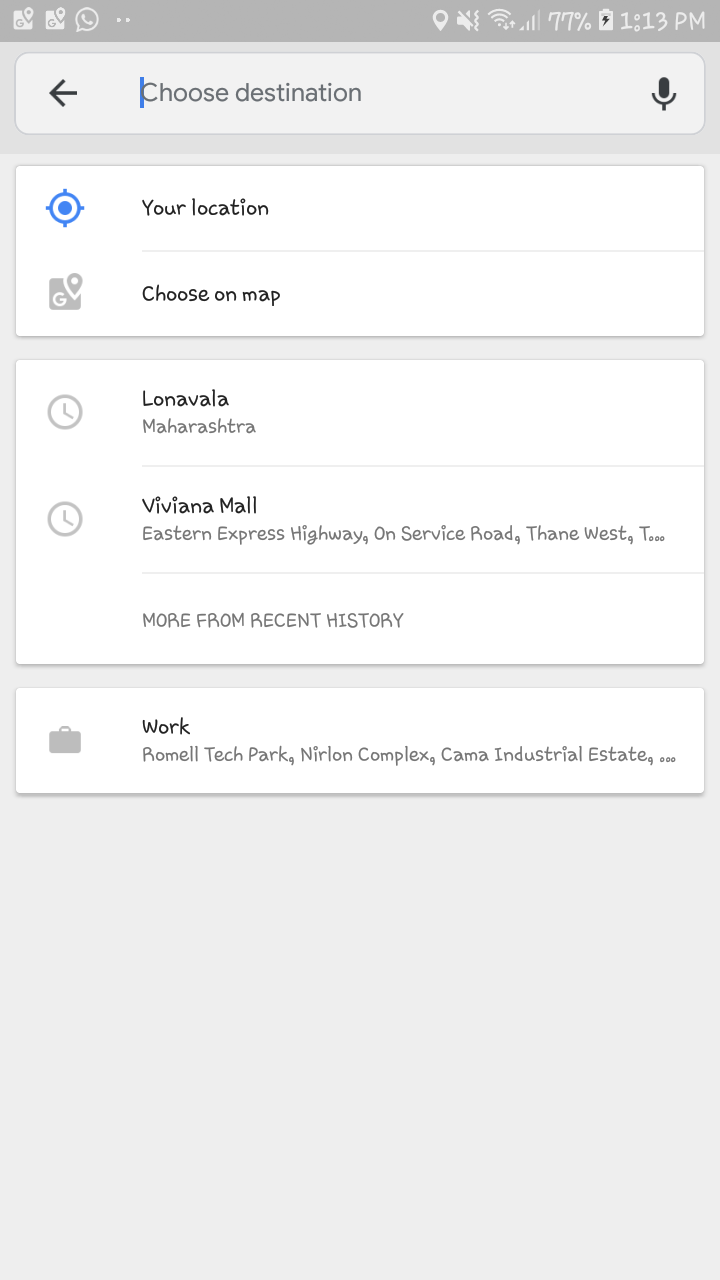 77% 1:13 PM
Choose destination
Your location
Choose on map
Lonavala
Maharashtra
Viviana Mall
Eastern Express Highway, On Service Road, Thane West, T...
MORE FROM RECENT HISTORY
Work
Romell Tech Park, Nirlon Complex, Cama Industrial Estate, ...